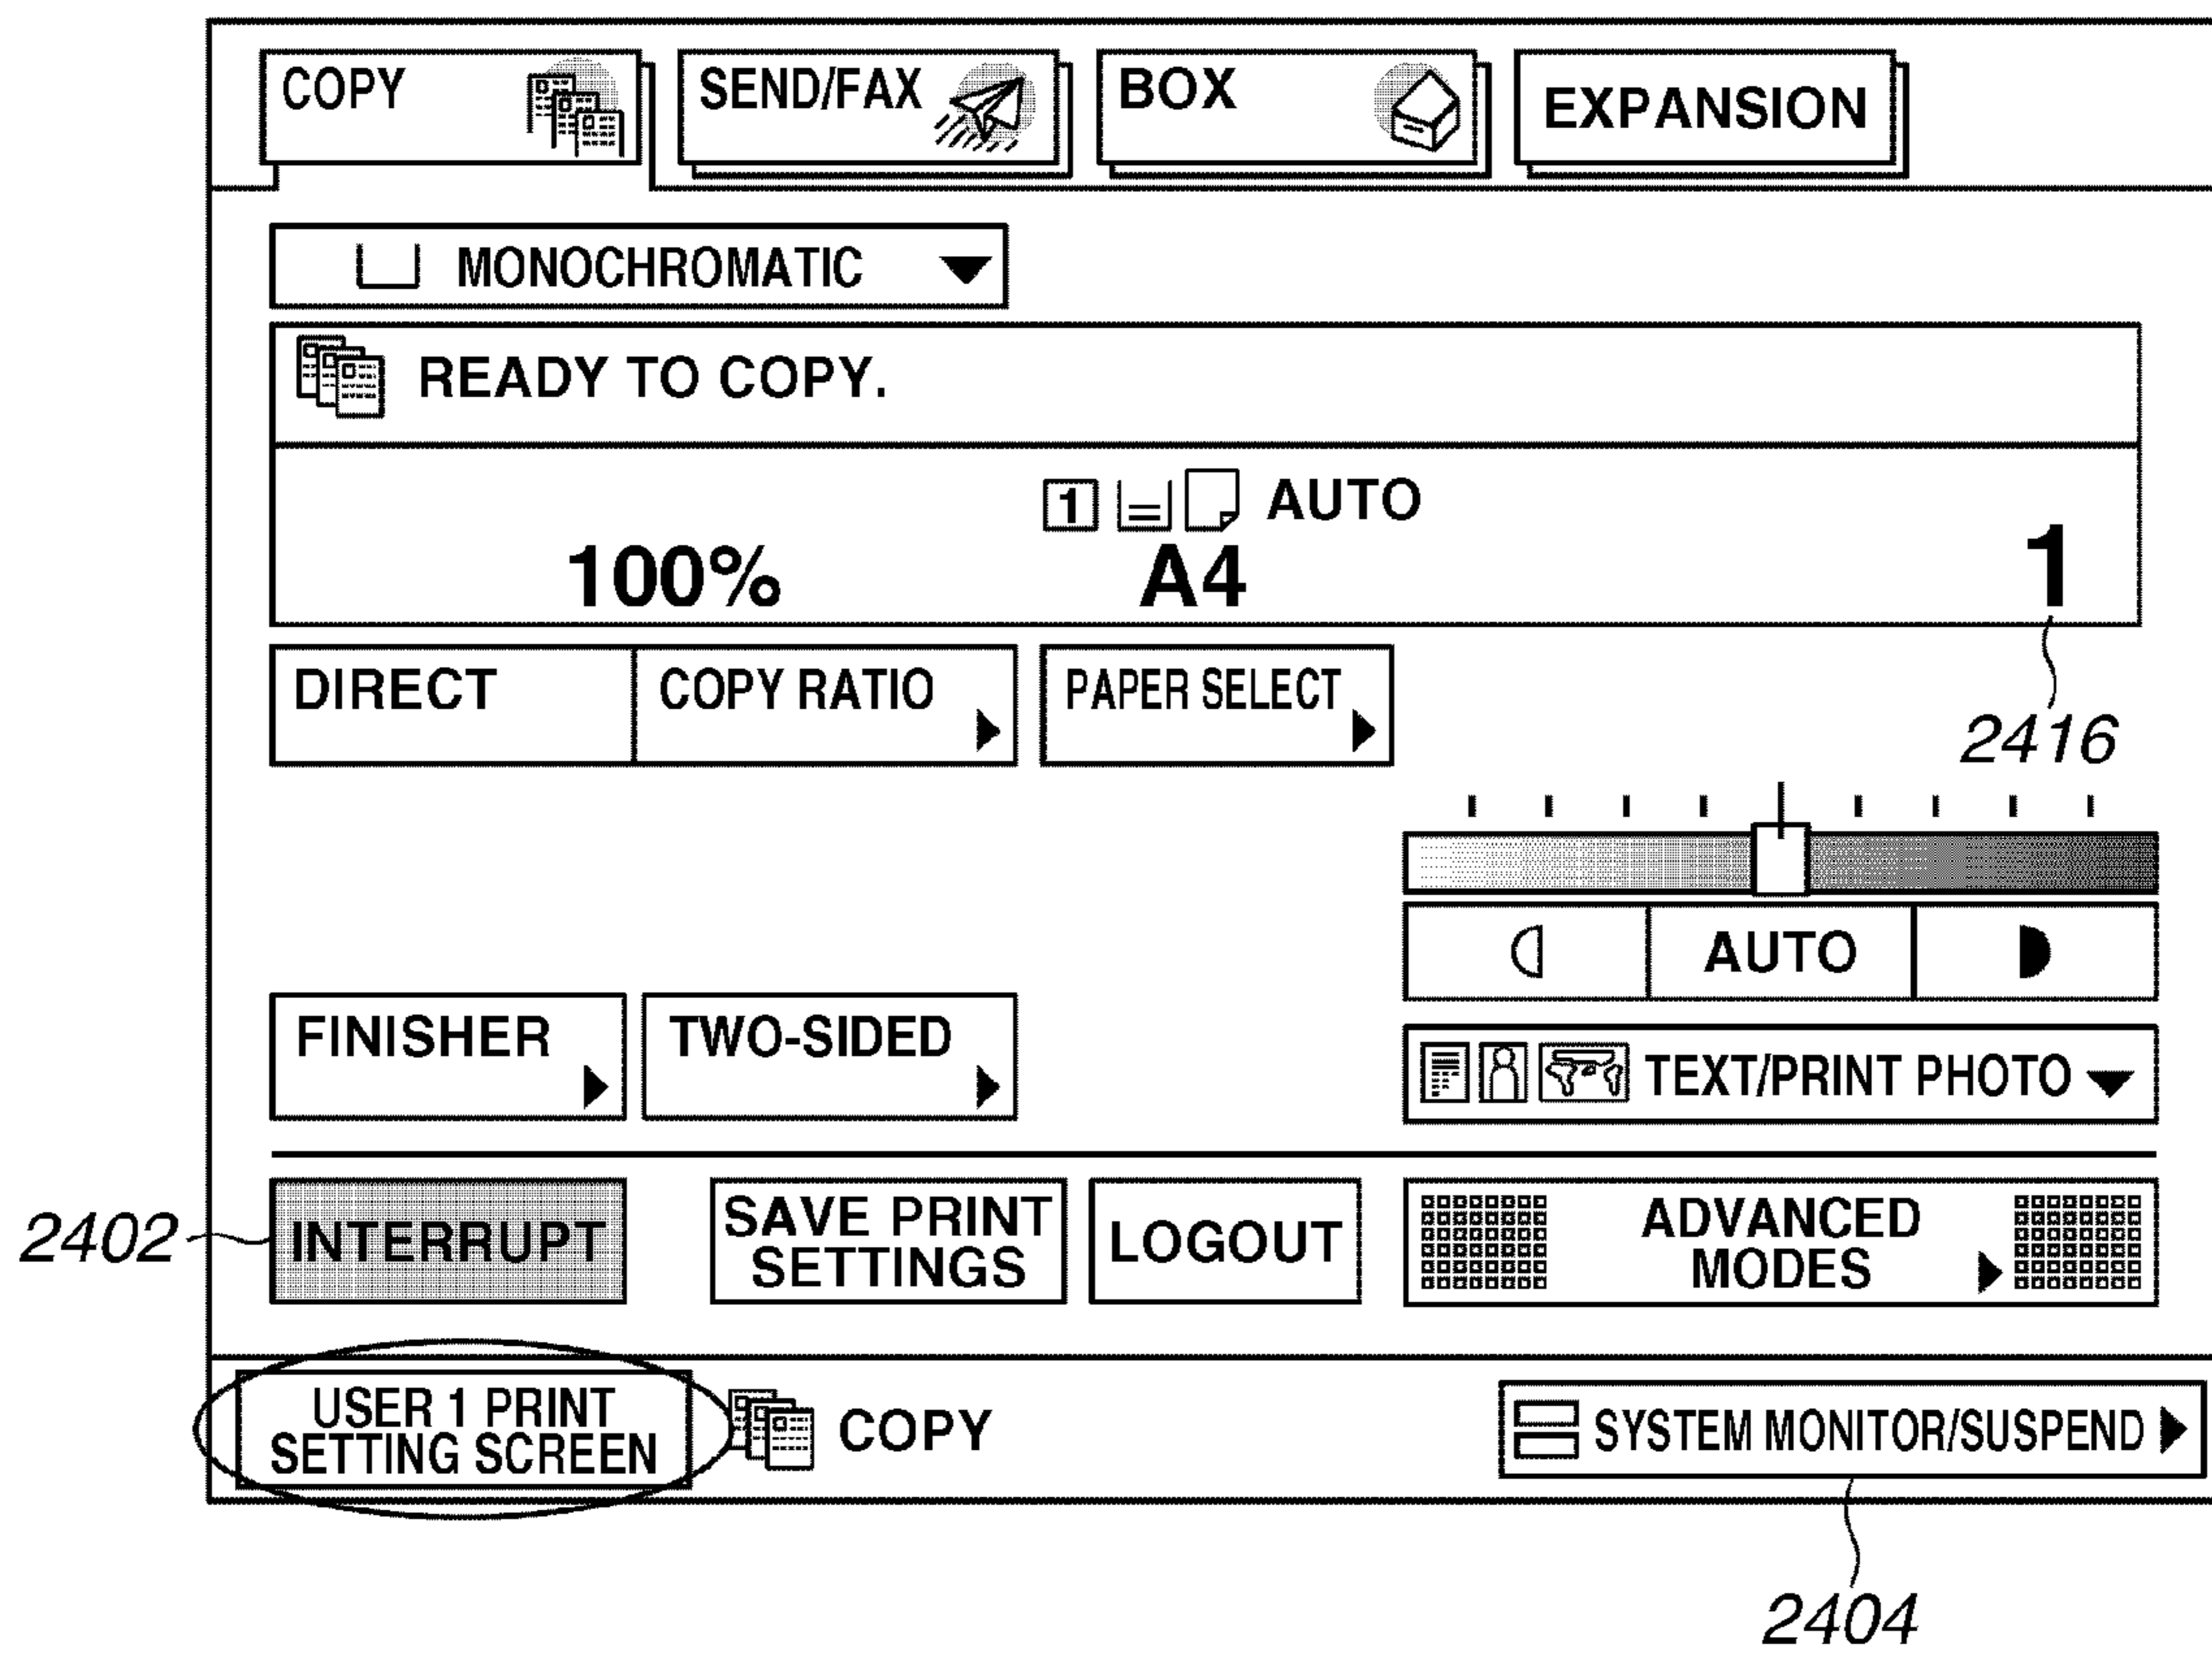 COPY
SEND/FAX
BOX
EXPANSION
MONOCHROMATIC
READY TO COPY.
1 AUTO
100% A4 1
DIRECT
COPY RATIO
PAPER SELECT
2416
AUTO
FINISHER
TWO-SIDED
TEXT/PRINT PHOTO
2402
INTERRUPT
SAVE PRINT
SETTINGS
LOGOUT
ADVANCED
MODES
USER 1 PRINT
SETTING SCREEN
COPY
SYSTEM MONITOR/SUSPEND
2404